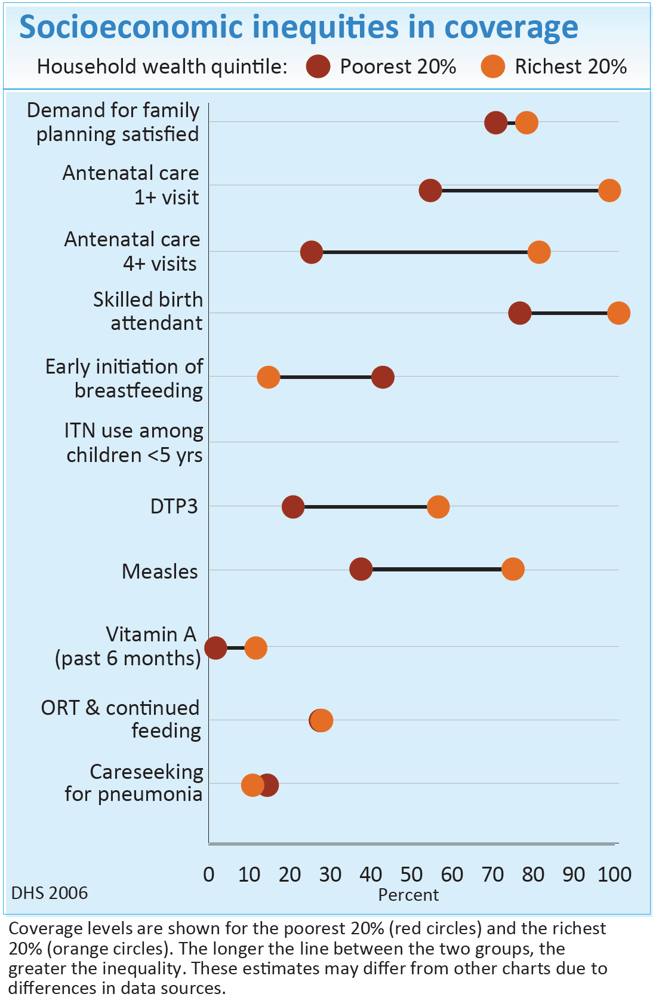 Socioeconomic inequities in coverage
Household wealth quintile: Poorest 20% Richest 20%
Demand for family
planning satisfied
Antenatal care
1+ visit
Antenatal care
4+ visits
Skilled birth
attendant
Early initiation of
breastfeeding
ITN use among
children <5 yrs
DTP3
Measles
Vitamin A
(past 6 months)
ORT & continued
feeding
Careseeking
for pneumonia
0 10 20 30 40 50 60 70 80 90 100
Percent
DHS 2006
Coverage levels are shown for the poorest 20% (red circles) and the richest
20% (orange circles). The longer the line between the two groups, the
greater the inequality. These estimates may differ from other charts due to
differences in data sources.